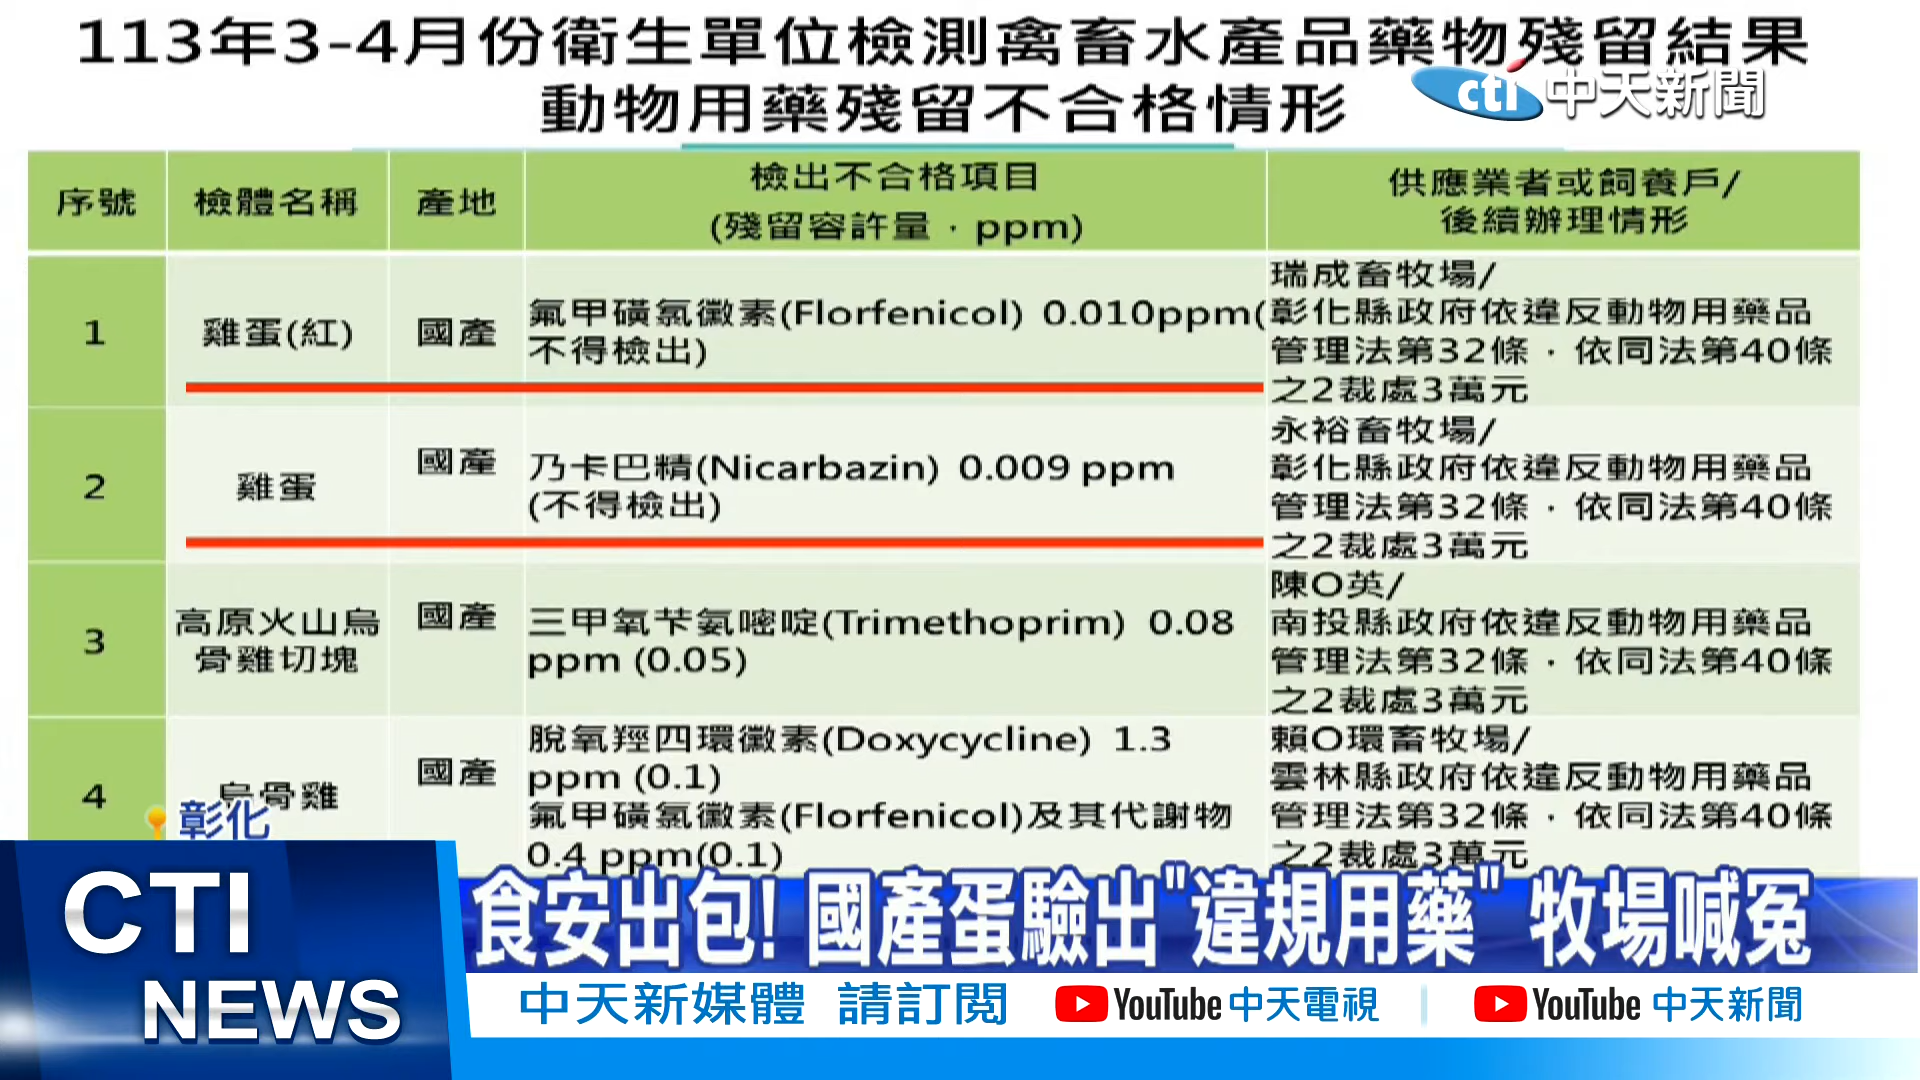 113年3-4月份衛生單位檢測禽畜水產品藥物殘留結果
動物用藥殘留不合格情形
cti 中天新聞
序號
檢體名稱
產地
檢出不合格項目
(殘留容許量，ppm)
供應業者或飼養戶/
後續辦理情形
1
雞蛋(紅)
國產
氟甲磺氯黴素(Florfenicol) 0.010ppm(
不得檢出)
瑞成畜牧場/
彰化縣政府依違反動物用藥品
管理法第32條，依同法第40條
之2裁處3萬元
2
雞蛋
國產
乃卡巴精(Nicarbazin) 0.009 ppm
(不得檢出)
永裕畜牧場/
彰化縣政府依違反動物用藥品
管理法第32條，依同法第40條
之2裁處3萬元
3
高原火山烏
骨雞切塊
國產
三甲氧苄氨嘧啶(Trimethoprim) 0.08
ppm (0.05)
陳O英/
南投縣政府依違反動物用藥品
管理法第32條，依同法第40條
之2裁處3萬元
4
烏骨雞
國產
脫氧羥四環黴素(Doxycycline) 1.3
ppm (0.1)
氟甲磺氯黴素(Florfenicol)及其代謝物
0.4 ppm(0.1)
賴O環畜牧場/
雲林縣政府依違反動物用藥品
管理法第32條，依同法第40條
之2裁處3萬元
彰化
CTI
NEWS
食安出包! 國產蛋驗出"違規用藥" 牧場喊冤
中天新媒體 請訂閱 YouTube 中天電視 YouTube 中天新聞